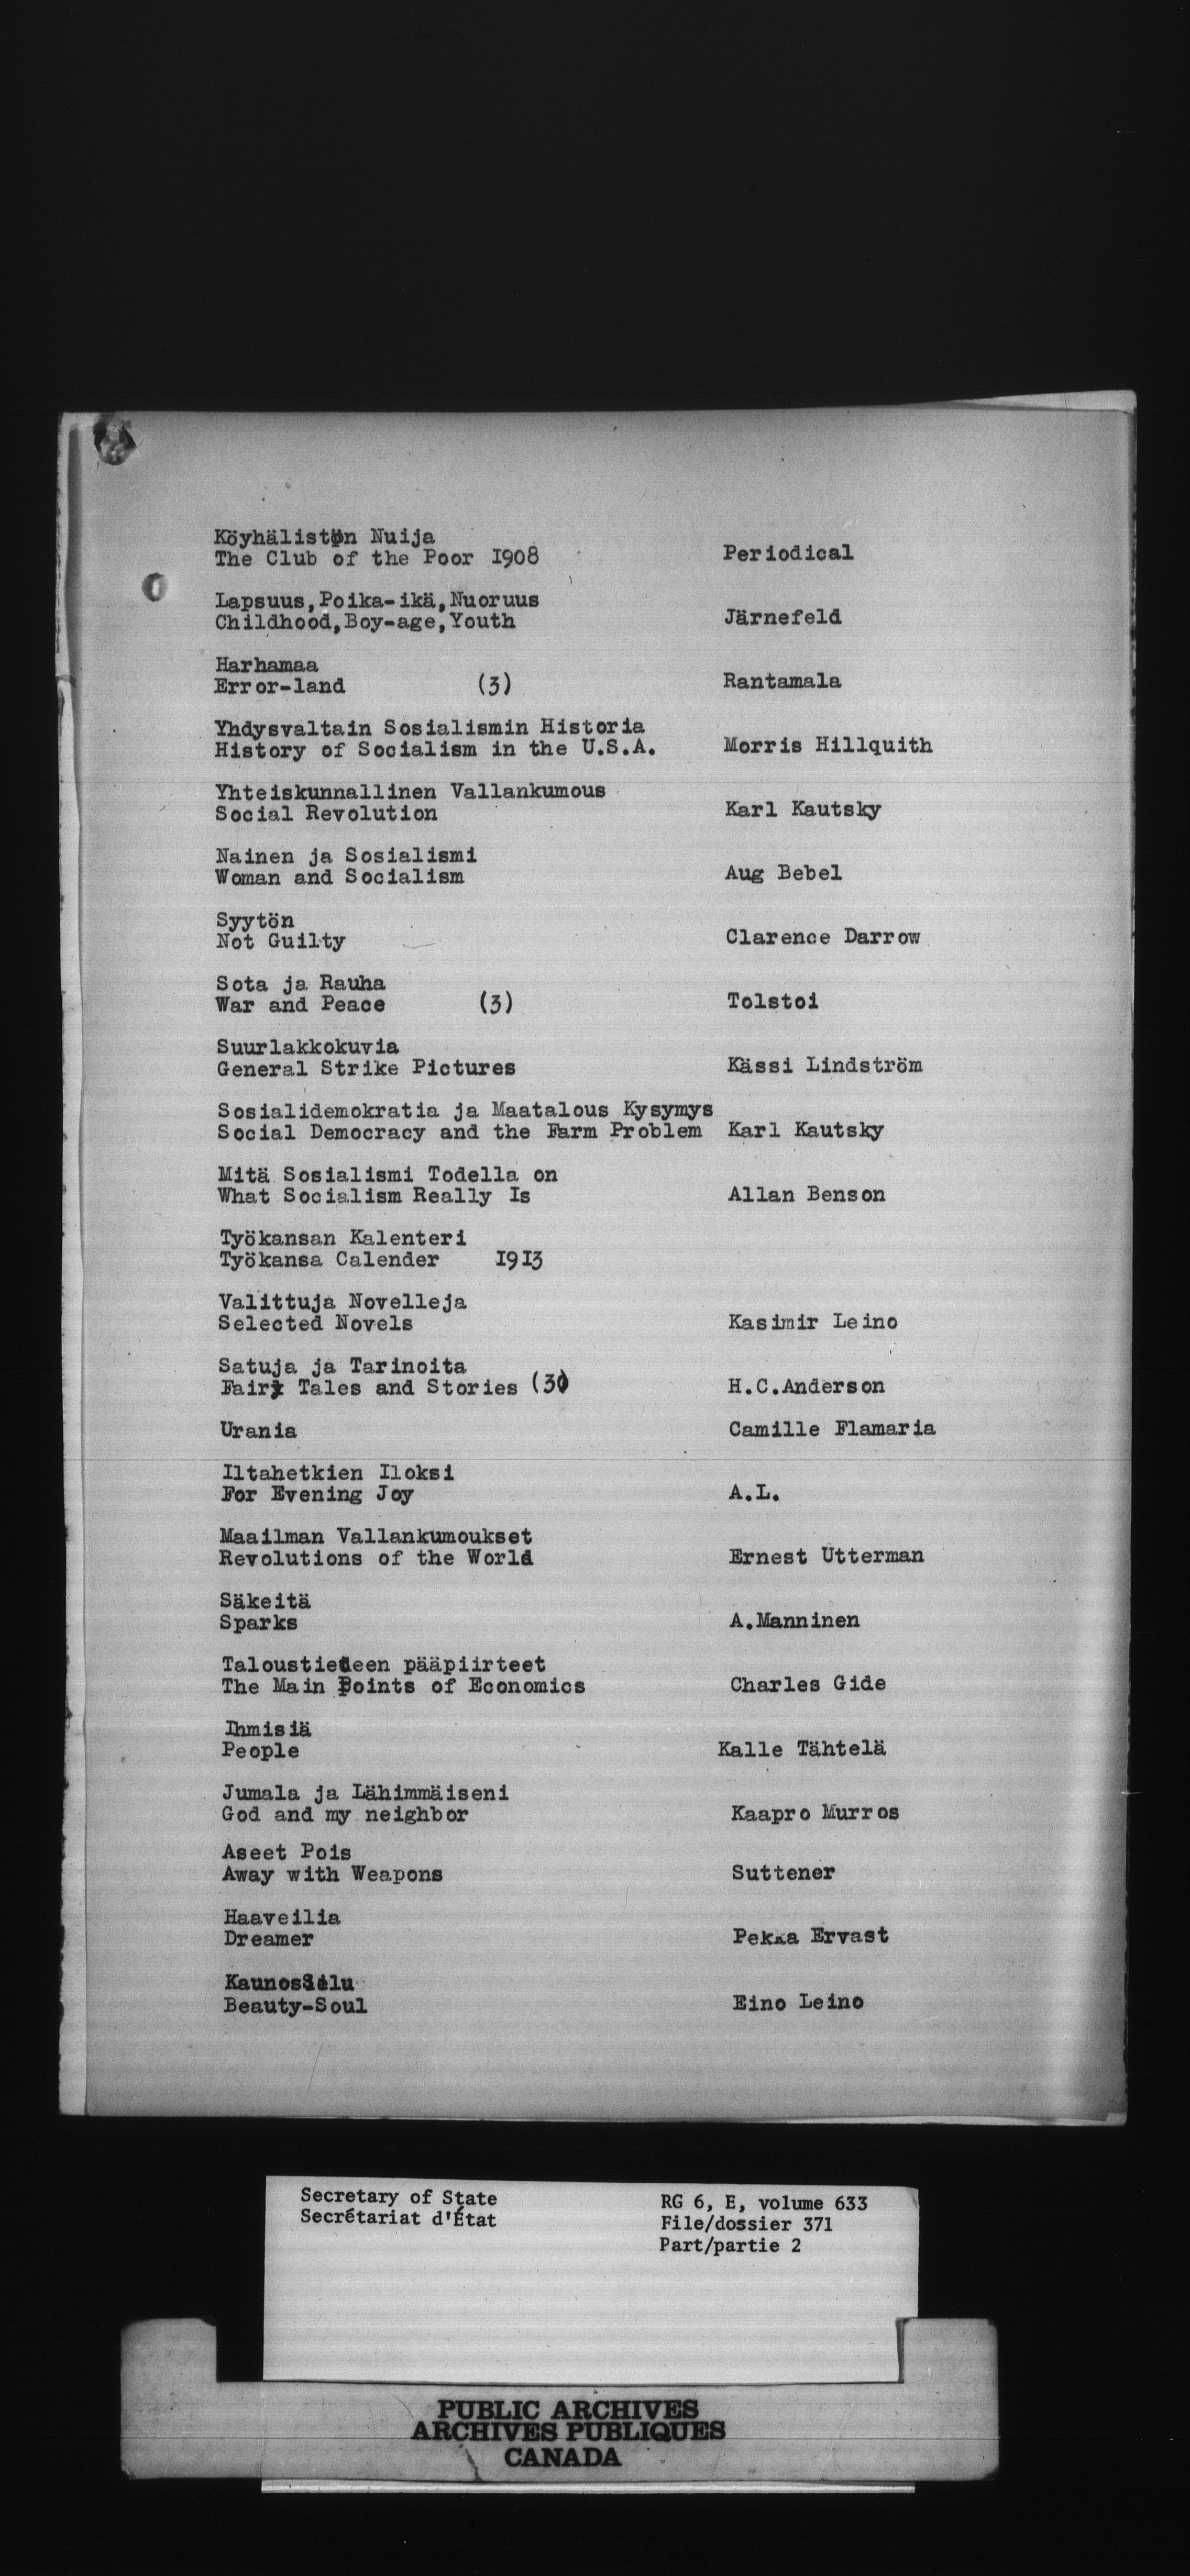 Köyhälistön Nuija
The Club of the Poor 1908 Periodical
Lapsuus,Poika-ikä,Nuoruus
Childhood,Boy-age,Youth Järnefeld
Harhamaa
Error-land (3) Rantamala
Yhdysvaltain Sosialismin Historia
History of Socialism in the U.S.A. Morris Hillquith
Yhteiskunnallinen Vallankumous
Social Revolution Karl Kautsky
Nainen ja Sosialismi
Woman and Socialism Aug Bebel
Syytön
Not Guilty Clarence Darrow
Sota ja Rauha
War and Peace (3) Tolstoi
Suurlakkokuvia
General Strike Pictures Kässi Lindström
Sosialidemokratia ja Maatalous Kysymys
Social Democracy and the Farm Problem Karl Kautsky
Mitä Sosialismi Todella on
What Socialism Really Is Allan Benson
Työkansan Kalenteri
Työkansa Calender 1913
Valittuja Novelleja
Selected Novels Kasimir Leino
Satuja ja Tarinoita
Fairy Tales and Stories (3) H.C.Anderson
Urania Camille Flamaria
Iltahetkien Iloksi
For Evening Joy A.L.
Maailman Vallankumoukset
Revolutions of the World Ernest Utterman
Säkeitä
Sparks A.Manninen
Taloustieteen pääpiirteet
The Main Points of Economics Charles Gide
Ihmisiä
People Kalle Tähtelä
Jumala ja Lähimmäiseni
God and my neighbor Kaapro Murros
Aseet Pois
Away with Weapons Suttener
Haaveilia
Dreamer Pekka Ervast
KaunosSielu
Beauty-Soul Eino Leino
Secretary of State
Secrétariat d'État
RG 6, E, volume 633
File/dossier 371
Part/partie 2
PUBLIC ARCHIVES
ARCHIVES PUBLIQUES
CANADA